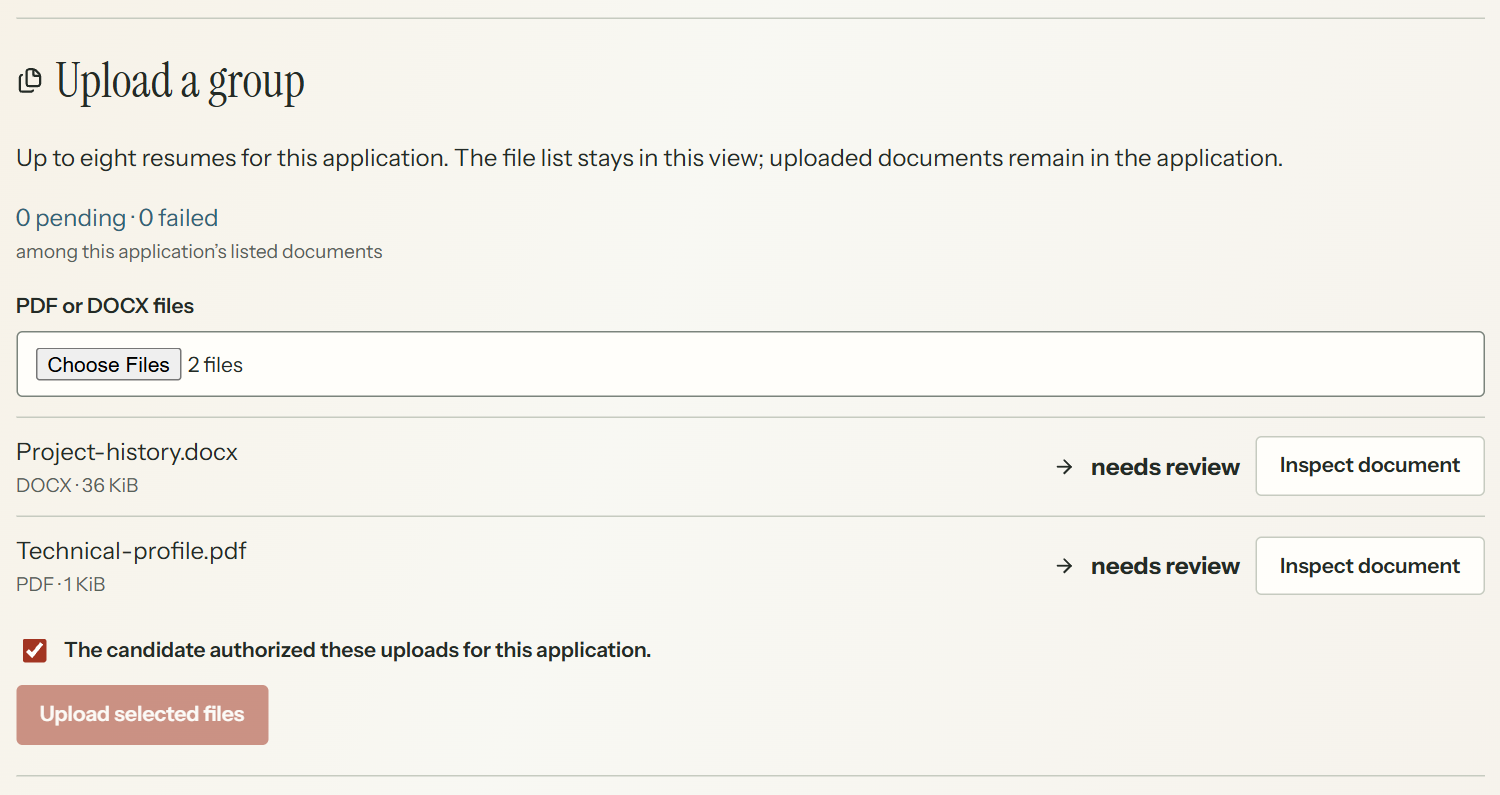 Upload a group
Up to eight resumes for this application. The file list stays in this view; uploaded documents remain in the application.
0 pending · 0 failed
among this application’s listed documents
PDF or DOCX files
Choose Files 2 files
Project-history.docx
DOCX · 36 KiB
→ needs review Inspect document
Technical-profile.pdf
PDF · 1 KiB
→ needs review Inspect document
The candidate authorized these uploads for this application.
Upload selected files